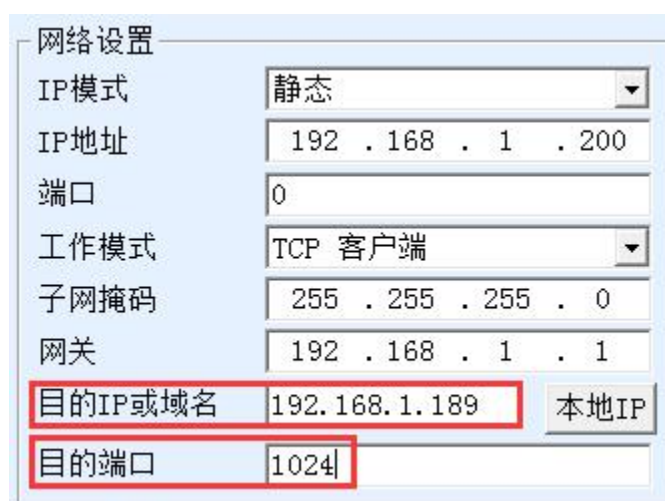 网络设置
IP模式 静态
IP地址 192 . 168 . 1 . 200
端口 0
工作模式 TCP 客户端
子网掩码 255 . 255 . 255 . 0
网关 192 . 168 . 1 . 1
目的IP或域名 192.168.1.189 本地IP
目的端口 1024